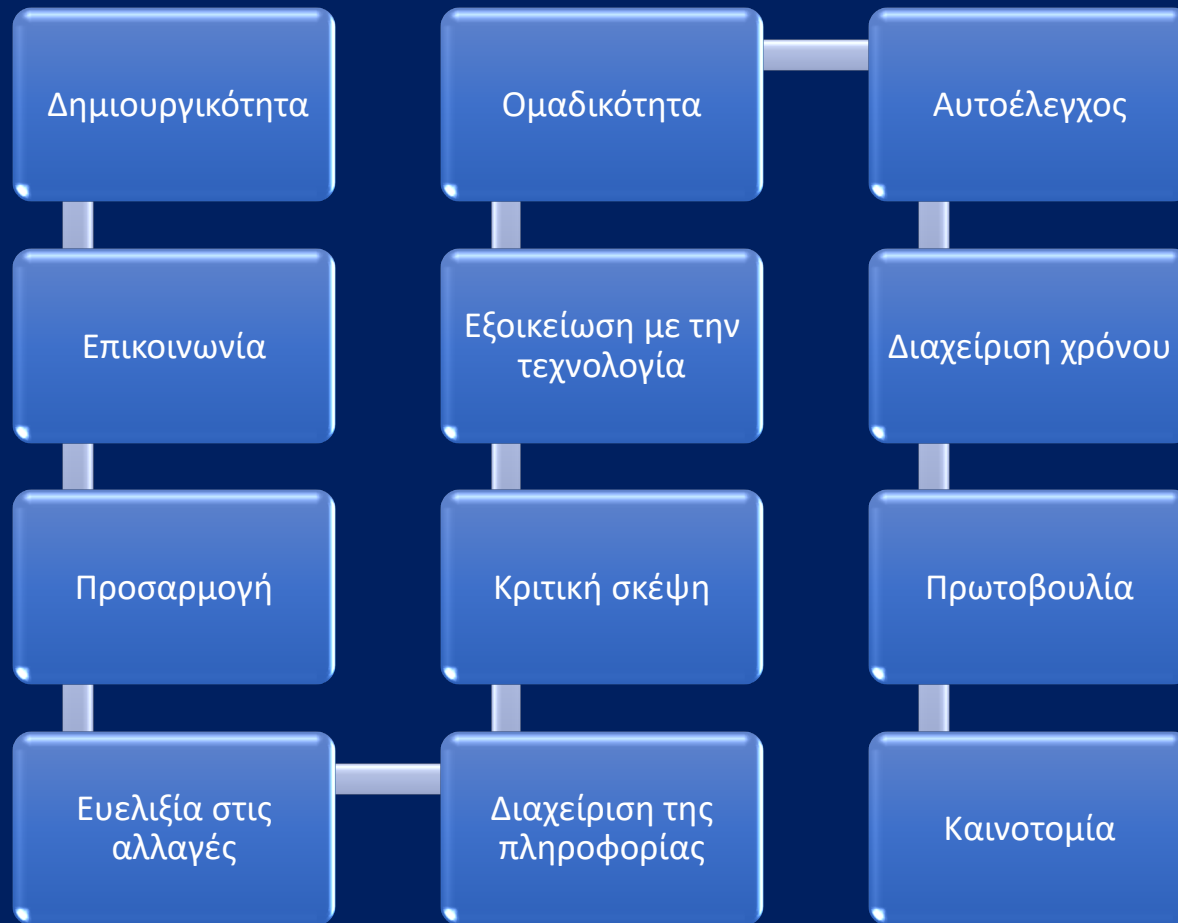 Δημιουργικότητα
Επικοινωνία
Προσαρμογή
Ευελιξία στις
αλλαγές
Διαχείριση της
πληροφορίας
Κριτική σκέψη
Εξοικείωση με την
τεχνολογία
Ομαδικότητα
Αυτοέλεγχος
Διαχείριση χρόνου
Πρωτοβουλία
Καινοτομία